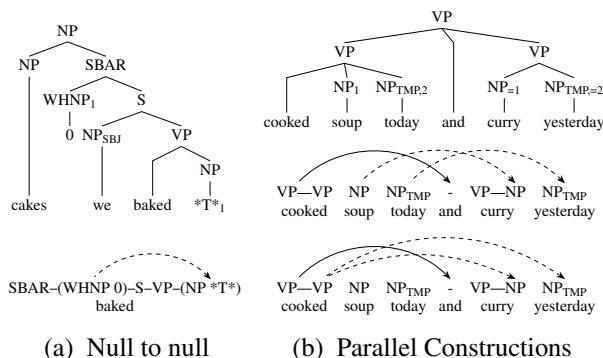 NP
NP SBAR
WHNP1 S
0 NPSBJ VP
NP
cakes we baked *T*1
SBAR–(WHNP 0)–S–VP–(NP *T*)
baked
(a) Null to null
VP
VP VP
NP1 NPTMP,2 NP=1 NPTMP,=2
cooked soup today and curry yesterday
VP—VP NP NPTMP - VP—NP NPTMP
cooked soup today and curry yesterday
VP—VP NP NPTMP - VP—NP NPTMP
cooked soup today and curry yesterday
(b) Parallel Constructions